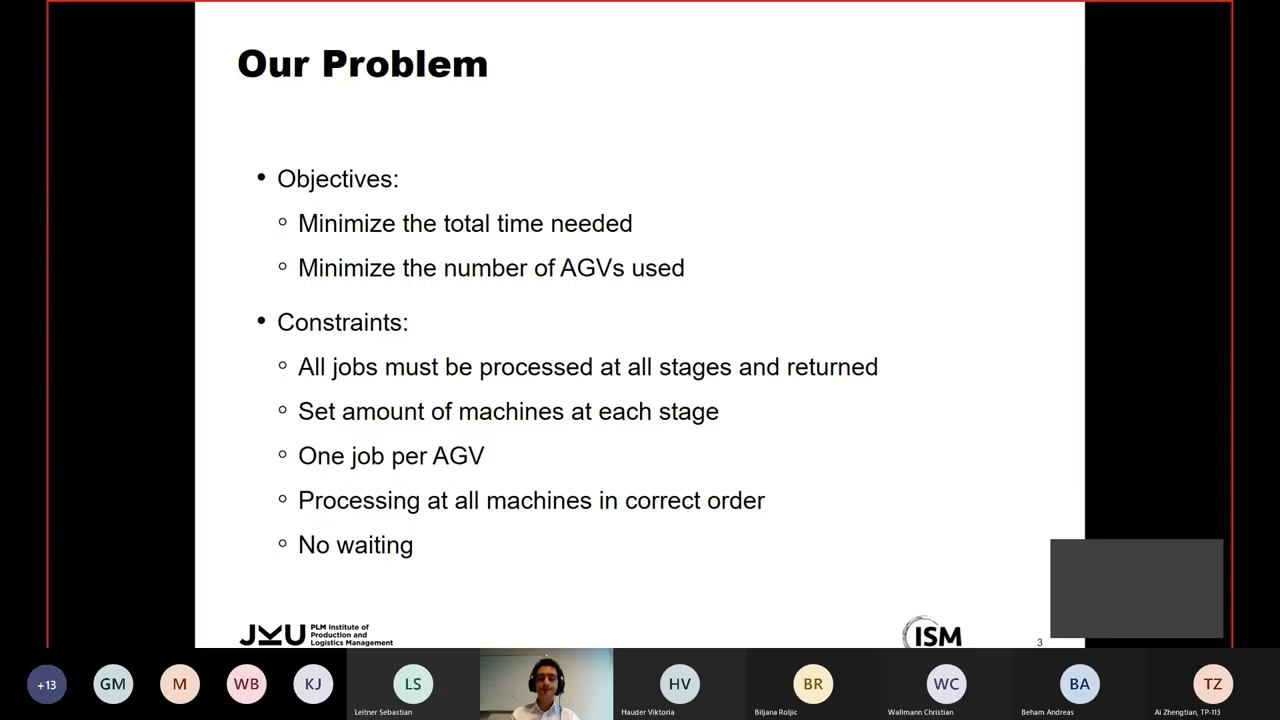 Our Problem
• Objectives:
○ Minimize the total time needed
○ Minimize the number of AGVs used
• Constraints:
○ All jobs must be processed at all stages and returned
○ Set amount of machines at each stage
○ One job per AGV
○ Processing at all machines in correct order
○ No waiting
JKU
PLM Institute of
Production and
Logistics Management
ISM
3
+13
GM
M
WB
KJ
LS
HV
BR
WC
BA
TZ
Leitner Sebastian
Hauder Viktoria
Biljana Roljic
Wallmann Christian
Beham Andreas
Ai Zhengtian, TP-113